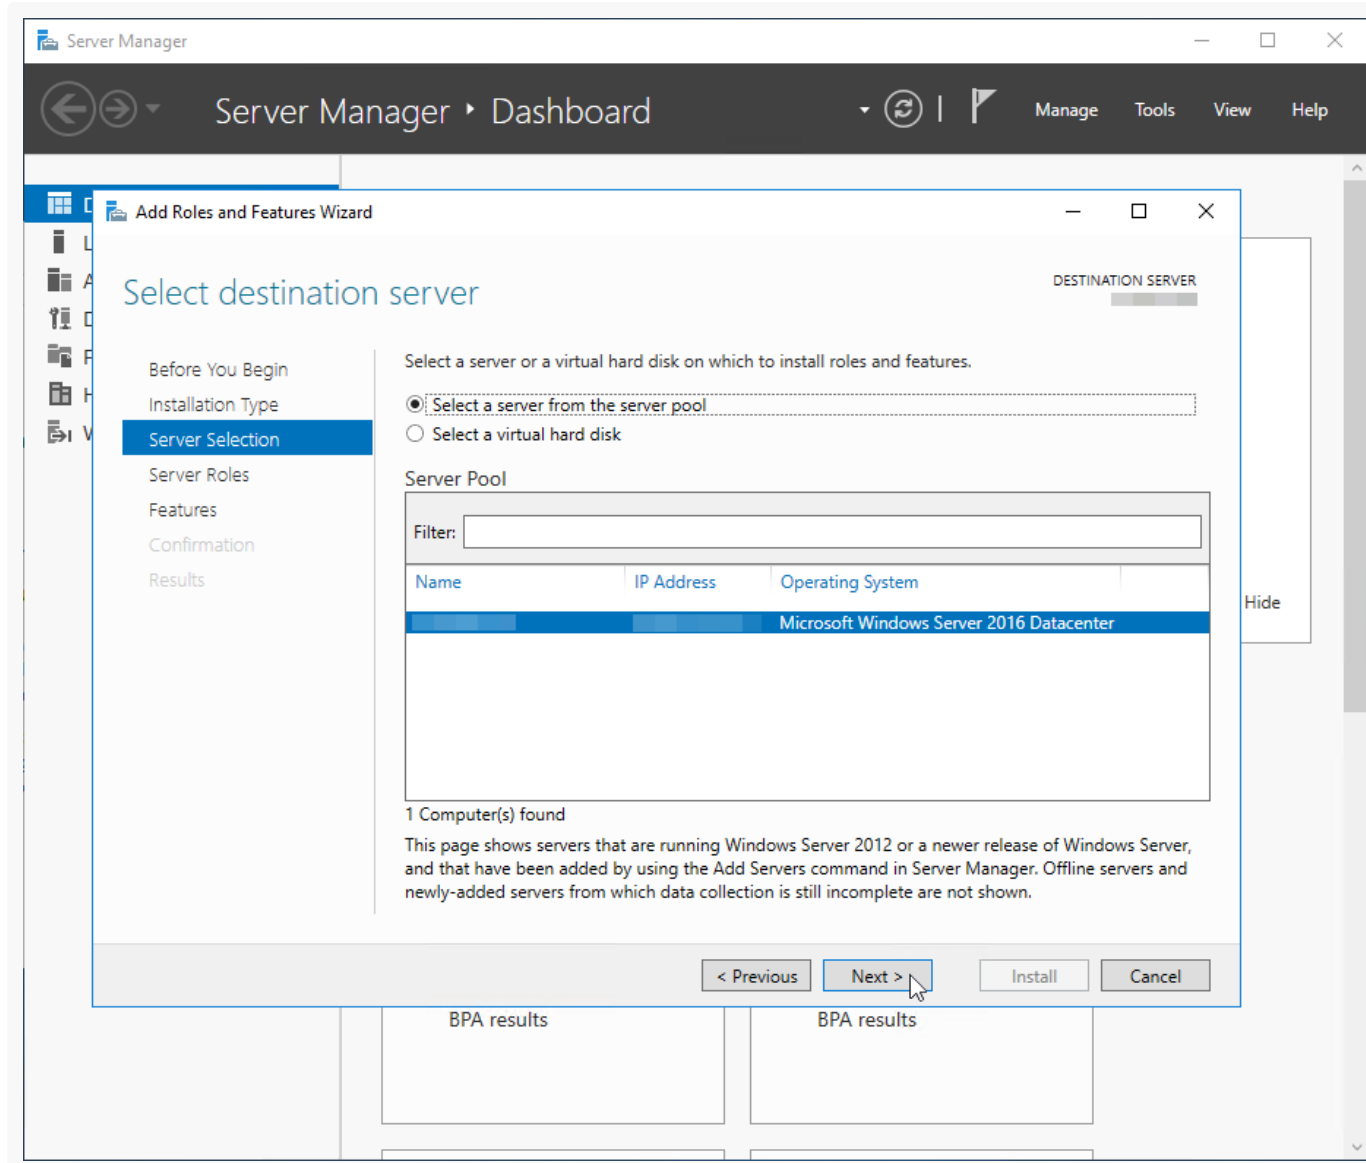 Server Manager
Server Manager ‣ Dashboard
Manage Tools View Help
Add Roles and Features Wizard
Select destination server
DESTINATION SERVER
Before You Begin
Installation Type
Server Selection
Server Roles
Features
Confirmation
Results
Select a server or a virtual hard disk on which to install roles and features.
Select a server from the server pool
Select a virtual hard disk
Server Pool
Filter:
Name IP Address Operating System
Microsoft Windows Server 2016 Datacenter
1 Computer(s) found
This page shows servers that are running Windows Server 2012 or a newer release of Windows Server,
and that have been added by using the Add Servers command in Server Manager. Offline servers and
newly-added servers from which data collection is still incomplete are not shown.
Hide
< Previous Next > Install Cancel
BPA results BPA results